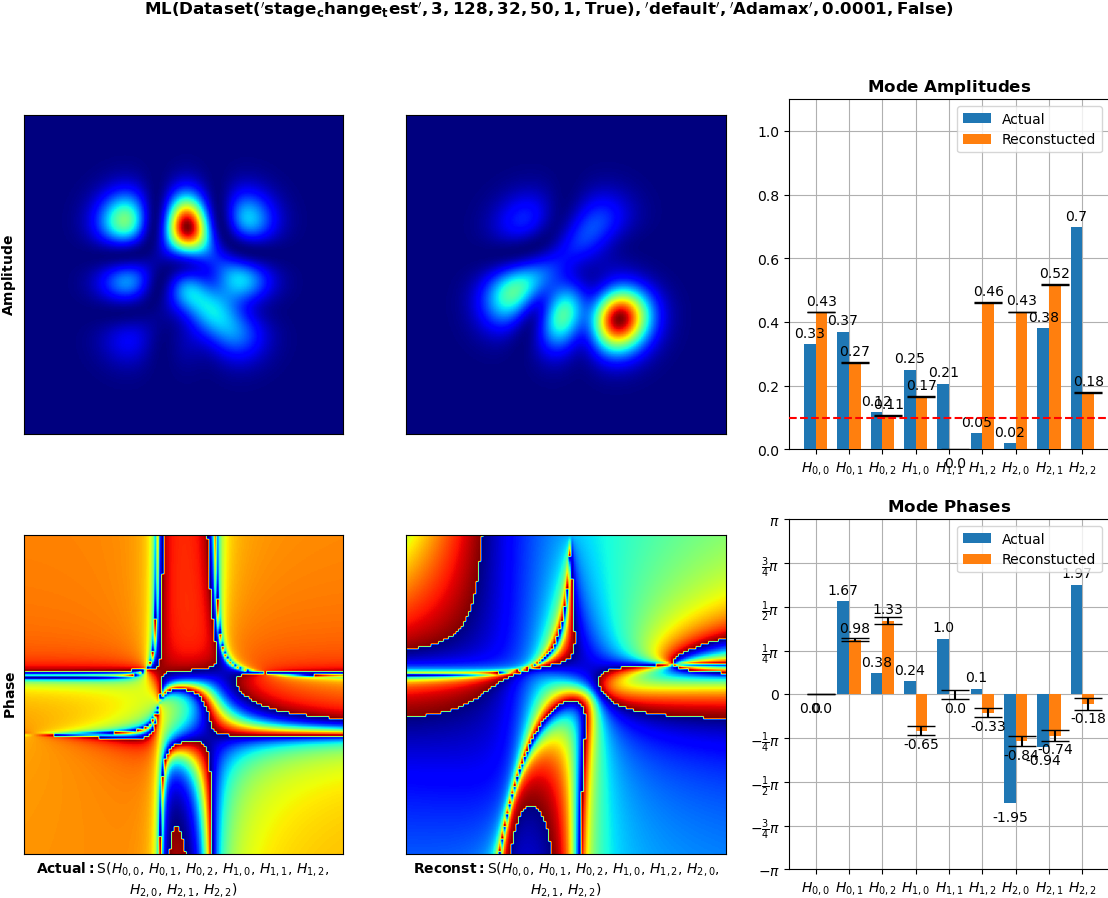 ML(Dataset('stage_change_test', 3, 128, 32, 50, 1, True), 'default', 'Adamax', 0.0001, False)
Amplitude
Mode Amplitudes
Actual
Reconstucted
1.0
0.8
0.6
0.4
0.2
0.0
0.33
0.43
0.37
0.27
0.12
0.11
0.25
0.17
0.21
0.0
0.05
0.46
0.02
0.43
0.38
0.52
0.7
0.18
H0,0 H0,1 H0,2 H1,0 H1,1 H1,2 H2,0 H2,1 H2,2
Phase
Mode Phases
Actual
Reconstucted
π
3/4π
1/2π
1/4π
0
−1/4π
−1/2π
−3/4π
−π
0.0
0.0
1.67
0.98
0.38
1.33
0.24
-0.65
1.0
0.0
0.1
-0.33
-1.95
-0.84
-0.94
-0.74
1.97
-0.18
H0,0 H0,1 H0,2 H1,0 H1,1 H1,2 H2,0 H2,1 H2,2
Actual: S(H0,0, H0,1, H0,2, H1,0, H1,1, H1,2,
H2,0, H2,1, H2,2)
Reconst: S(H0,0, H0,1, H0,2, H1,0, H1,2, H2,0,
H2,1, H2,2)